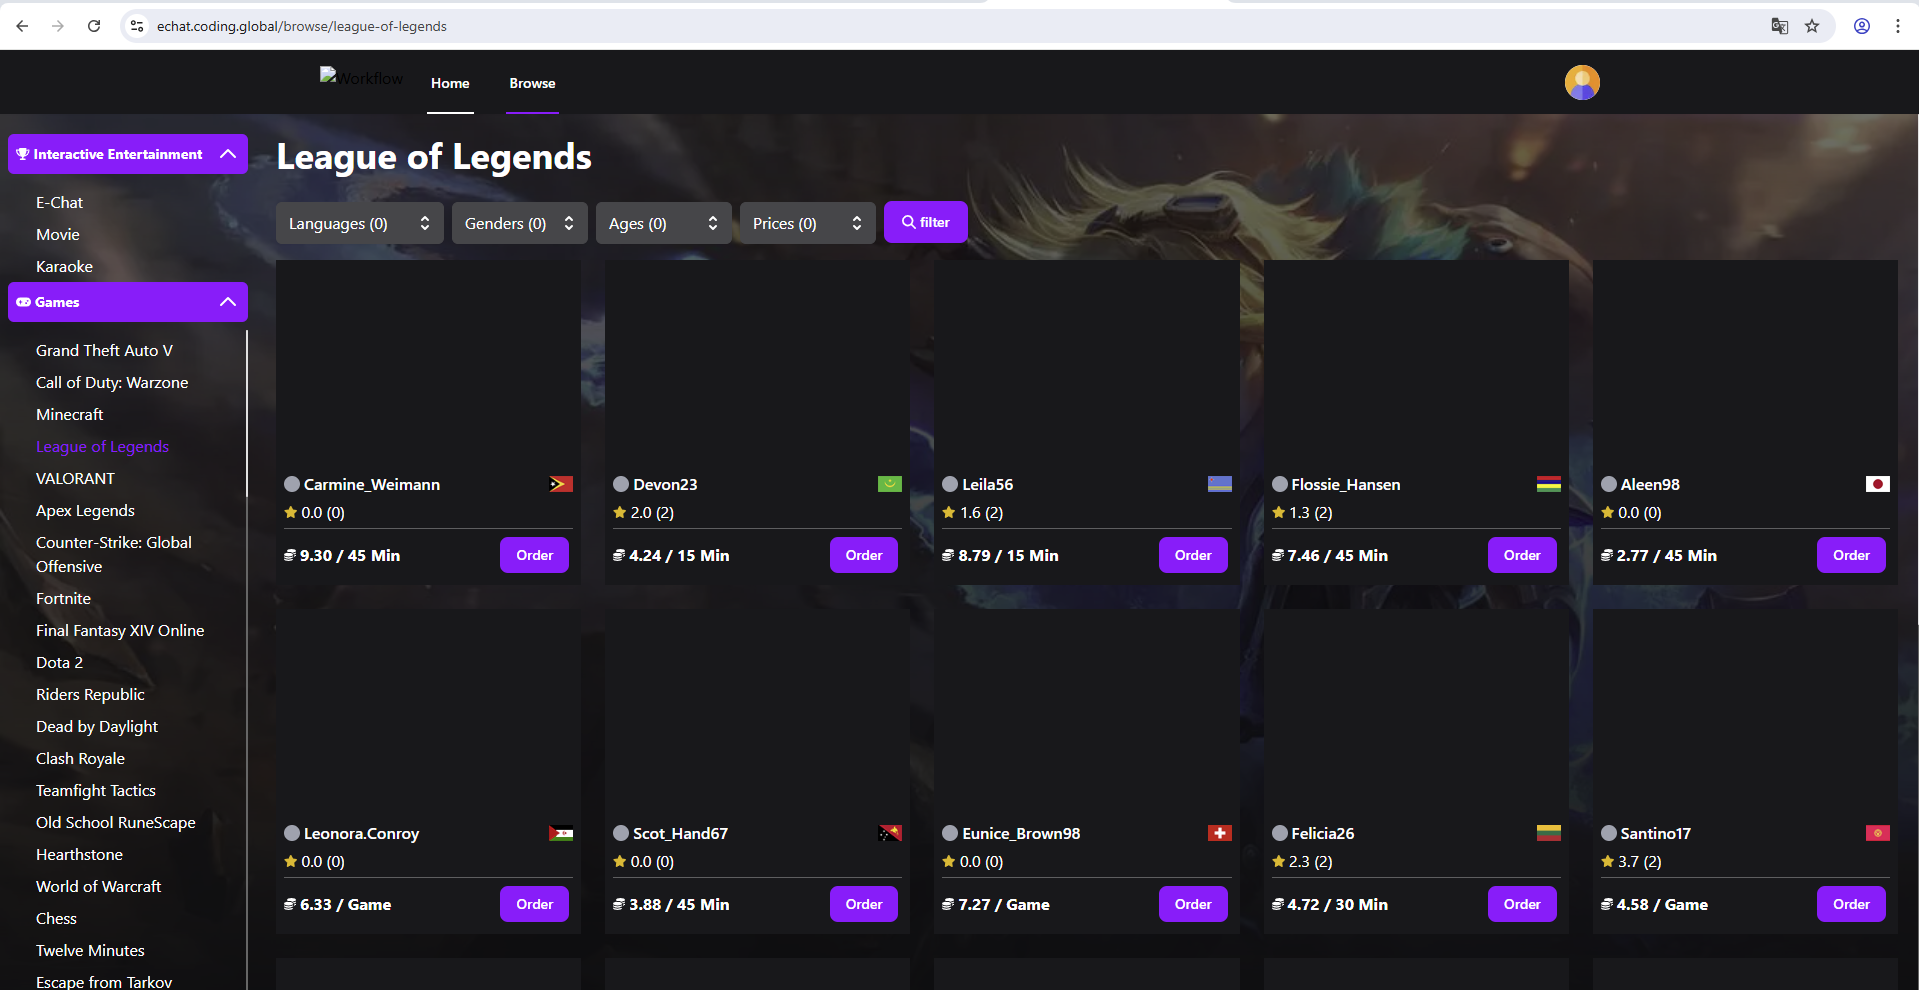 echat.coding.global/browse/league-of-legends
Workflow
Home
Browse
Interactive Entertainment
E-Chat
Movie
Karaoke
Games
Grand Theft Auto V
Call of Duty: Warzone
Minecraft
League of Legends
VALORANT
Apex Legends
Counter-Strike: Global
Offensive
Fortnite
Final Fantasy XIV Online
Dota 2
Riders Republic
Dead by Daylight
Clash Royale
Teamfight Tactics
Old School RuneScape
Hearthstone
World of Warcraft
Chess
Twelve Minutes
Escape from Tarkov
League of Legends
Languages (0)
Genders (0)
Ages (0)
Prices (0)
filter
Carmine_Weimann
0.0 (0)
9.30 / 45 Min
Order
Devon23
2.0 (2)
4.24 / 15 Min
Order
Leila56
1.6 (2)
8.79 / 15 Min
Order
Flossie_Hansen
1.3 (2)
7.46 / 45 Min
Order
Aleen98
0.0 (0)
2.77 / 45 Min
Order
Leonora.Conroy
0.0 (0)
6.33 / Game
Order
Scot_Hand67
0.0 (0)
3.88 / 45 Min
Order
Eunice_Brown98
0.0 (0)
7.27 / Game
Order
Felicia26
2.3 (2)
4.72 / 30 Min
Order
Santino17
3.7 (2)
4.58 / Game
Order